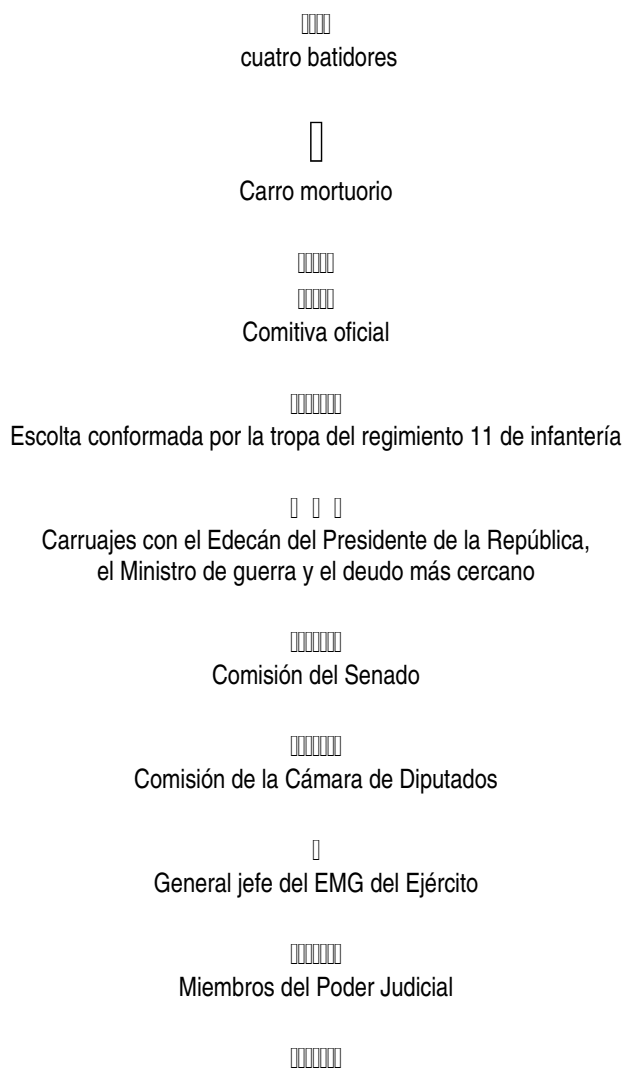 cuatro batidores
Carro mortuorio
Comitiva oficial
Escolta conformada por la tropa del regimiento 11 de infantería
Carruajes con el Edecán del Presidente de la República,
el Ministro de guerra y el deudo más cercano
Comisión del Senado
Comisión de la Cámara de Diputados
General jefe del EMG del Ejército
Miembros del Poder Judicial